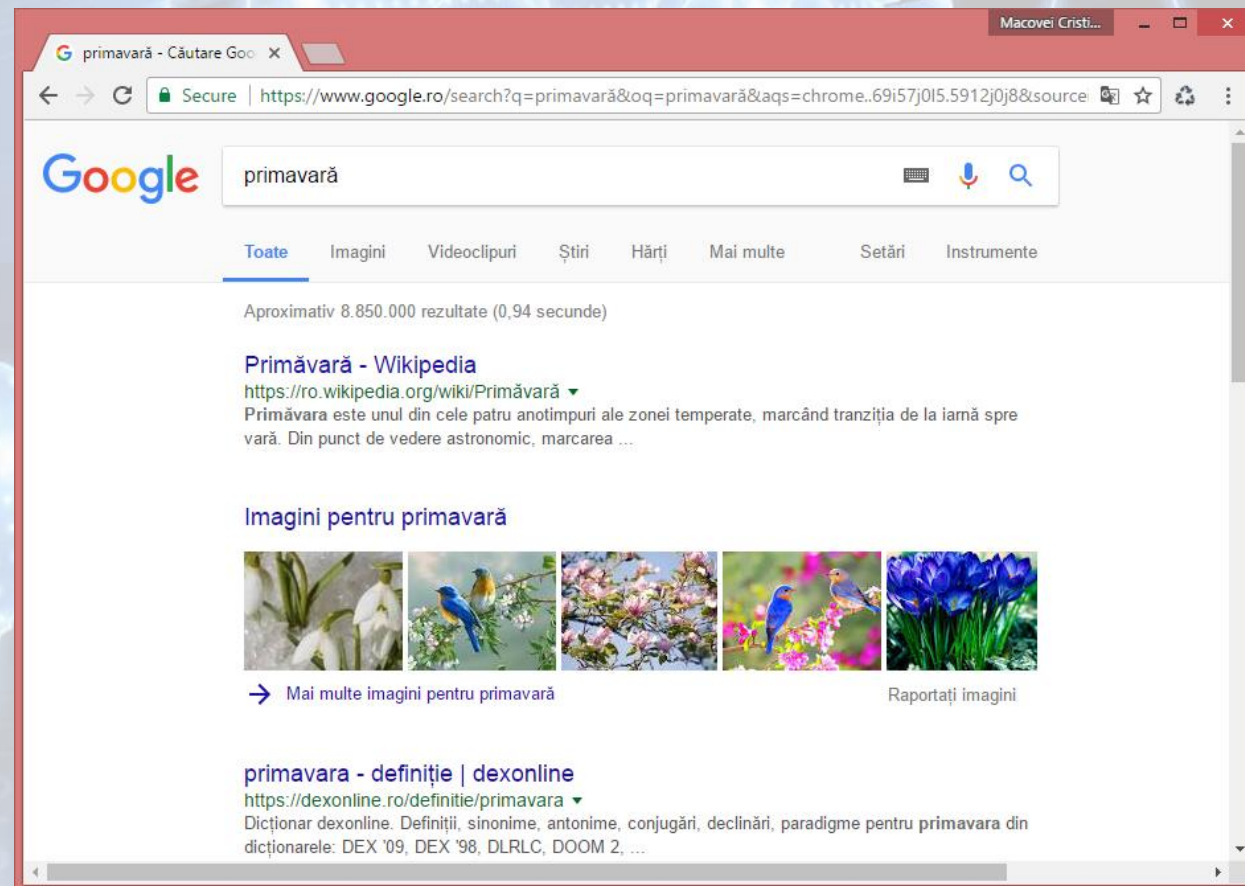 Macovei Cristi...
primavară - Căutare Goo
Secure | https://www.google.ro/search?q=primavară&oq=primavară&aqs=chrome..69i57j0l5.5912j0j8&source
Google primavară
Toate Imagini Videoclipuri Știri Hărți Mai multe Setări Instrumente
Aproximativ 8.850.000 rezultate (0,94 secunde)
Primăvară - Wikipedia
https://ro.wikipedia.org/wiki/Primăvară
Primăvara este unul din cele patru anotimpuri ale zonei temperate, marcând tranziția de la iarnă spre
vară. Din punct de vedere astronomic, marcarea ...
Imagini pentru primavară
Mai multe imagini pentru primavară Raportați imagini
primavara - definiție | dexonline
https://dexonline.ro/definitie/primavara
Dicționar dexonline. Definiții, sinonime, antonime, conjugări, declinări, paradigme pentru primavara din
dicționarele: DEX '09, DEX '98, DLRLC, DOOM 2, ...